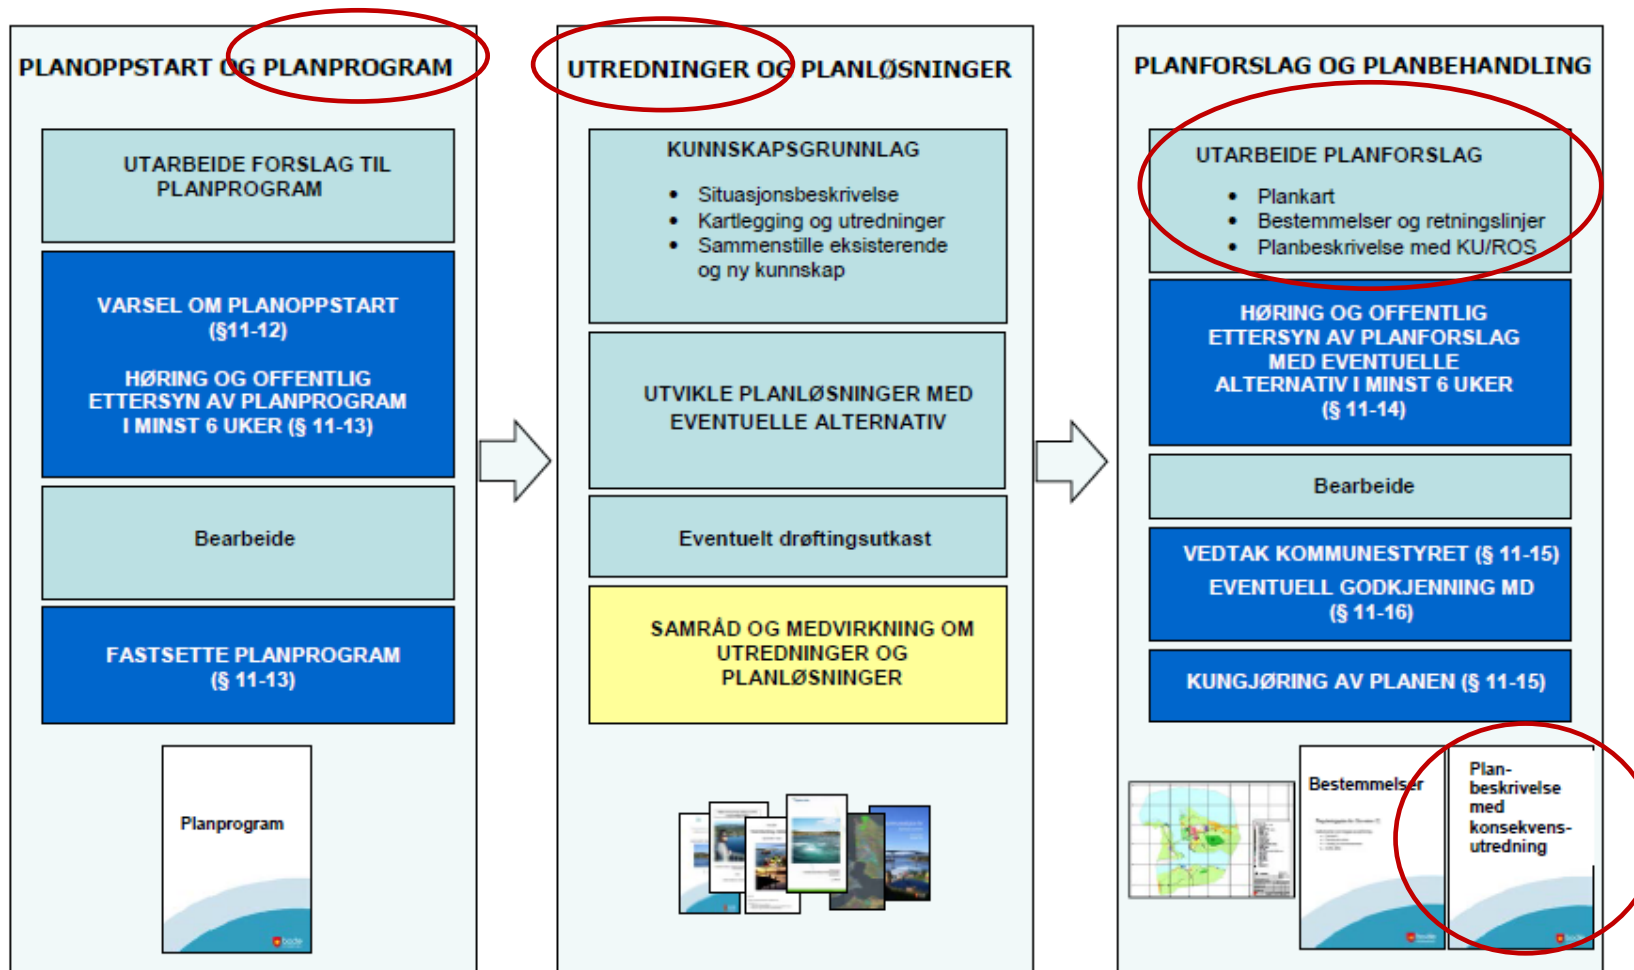 PLANOPPSTART OG PLANPROGRAM
UTARBEIDE FORSLAG TIL
PLANPROGRAM
VARSEL OM PLANOPPSTART
(§11-12)
HØRING OG OFFENTLIG
ETTERSYN AV PLANPROGRAM
I MINST 6 UKER (§ 11-13)
Bearbeide
FASTSETTE PLANPROGRAM
(§ 11-13)
Planprogram
bodø
UTREDNINGER OG PLANLØSNINGER
KUNNSKAPSGRUNNLAG
• Situasjonsbeskrivelse
• Kartlegging og utredninger
• Sammenstille eksisterende
og ny kunnskap
UTVIKLE PLANLØSNINGER MED
EVENTUELLE ALTERNATIV
Eventuelt drøftingsutkast
SAMRÅD OG MEDVIRKNING OM
UTREDNINGER OG
PLANLØSNINGER
PLANFORSLAG OG PLANBEHANDLING
UTARBEIDE PLANFORSLAG
• Plankart
• Bestemmelser og retningslinjer
• Planbeskrivelse med KU/ROS
HØRING OG OFFENTLIG
ETTERSYN AV PLANFORSLAG
MED EVENTUELLE
ALTERNATIV I MINST 6 UKER
(§ 11-14)
Bearbeide
VEDTAK KOMMUNESTYRET (§ 11-15)
EVENTUELL GODKJENNING MD
(§ 11-16)
KUNGJØRING AV PLANEN (§ 11-15)
Bestemmelser
Plan-
beskrivelse
med
konsekvens-
utredning